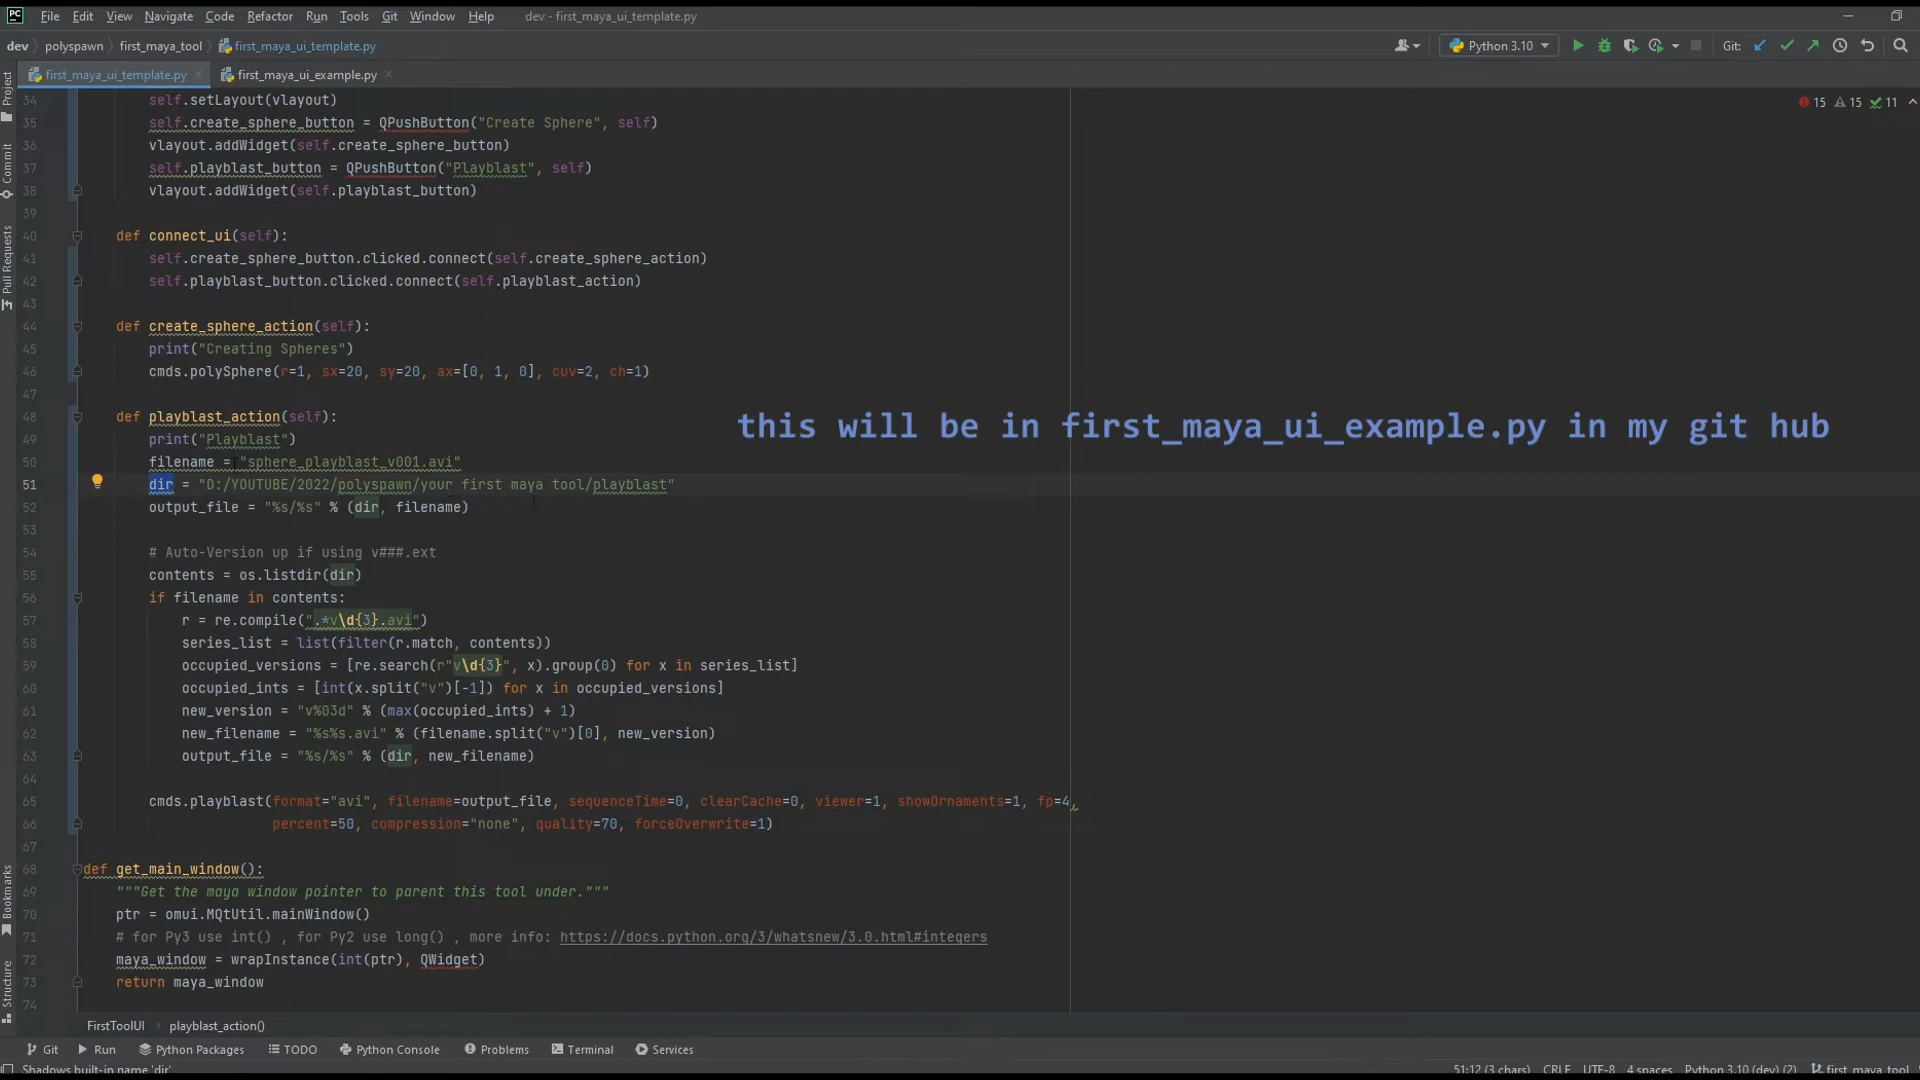 PC File Edit View Navigate Code Refactor Run Tools Git Window Help dev - first_maya_ui_template.py
dev polyspawn first_maya_tool first_maya_ui_template.py Python 3.10 Git:
first_maya_ui_template.py first_maya_ui_example.py
Project
Commit
Pull Requests
Bookmarks
Structure
15 15 11
34 self.setLayout(vlayout)
35 self.create_sphere_button = QPushButton("Create Sphere", self)
36 vlayout.addWidget(self.create_sphere_button)
37 self.playblast_button = QPushButton("Playblast", self)
38 vlayout.addWidget(self.playblast_button)
39
40 def connect_ui(self):
41 self.create_sphere_button.clicked.connect(self.create_sphere_action)
42 self.playblast_button.clicked.connect(self.playblast_action)
43
44 def create_sphere_action(self):
45 print("Creating Spheres")
46 cmds.polySphere(r=1, sx=20, sy=20, ax=[0, 1, 0], cuv=2, ch=1)
47
48 def playblast_action(self):
this will be in first_maya_ui_example.py in my git hub
49 print("Playblast")
50 filename = "sphere_playblast_v001.avi"
51 dir = "D:/YOUTUBE/2022/polyspawn/your first maya tool/playblast"
52 output_file = "%s/%s" % (dir, filename)
53
54 # Auto-Version up if using v###.ext
55 contents = os.listdir(dir)
56 if filename in contents:
57 r = re.compile(".*v\d{3}.avi")
58 series_list = list(filter(r.match, contents))
59 occupied_versions = [re.search(r"v\d{3}", x).group(0) for x in series_list]
60 occupied_ints = [int(x.split("v")[-1]) for x in occupied_versions]
61 new_version = "v%03d" % (max(occupied_ints) + 1)
62 new_filename = "%s%s.avi" % (filename.split("v")[0], new_version)
63 output_file = "%s/%s" % (dir, new_filename)
64
65 cmds.playblast(format="avi", filename=output_file, sequenceTime=0, clearCache=0, viewer=1, showOrnaments=1, fp=4,
66 percent=50, compression="none", quality=70, forceOverwrite=1)
67
68 def get_main_window():
69 """Get the maya window pointer to parent this tool under."""
70 ptr = omui.MQtUtil.mainWindow()
71 # for Py3 use int() , for Py2 use long() , more info: https://docs.python.org/3/whatsnew/3.0.html#integers
72 maya_window = wrapInstance(int(ptr), QWidget)
73 return maya_window
74
FirstToolUI playblast_action()
Git Run Python Packages TODO Python Console Problems Terminal Services
Shadows built-in name 'dir' 51:12 (3 chars) CRLF UTF-8 4 spaces Python 3.10 (dev) (2) first_maya_tool